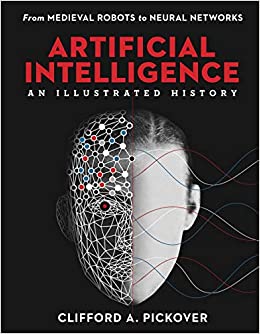 From MEDIEVAL ROBOTS to NEURAL NETWORKS
ARTIFICIAL
INTELLIGENCE
AN ILLUSTRATED HISTORY
CLIFFORD A. PICKOVER